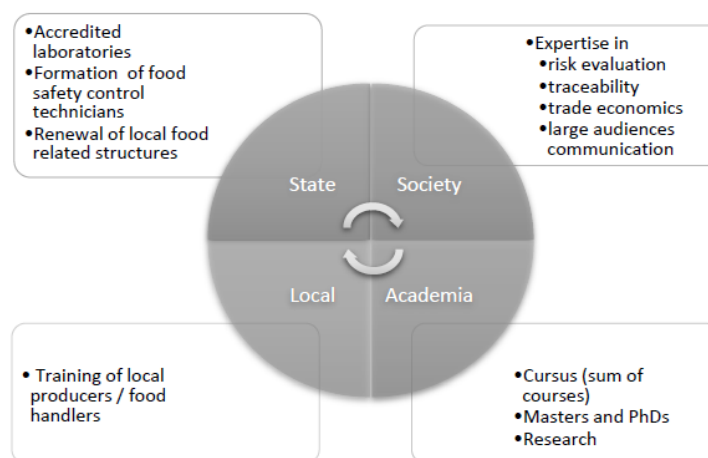 •Accredited
laboratories
•Formation of food
safety control
technicians
•Renewal of local food
related structures
•Expertise in
•risk evaluation
•traceability
•trade economics
•large audiences
communication
State
Society
Local
Academia
• Training of local
producers / food
handlers
•Cursus (sum of
courses)
•Masters and PhDs
•Research